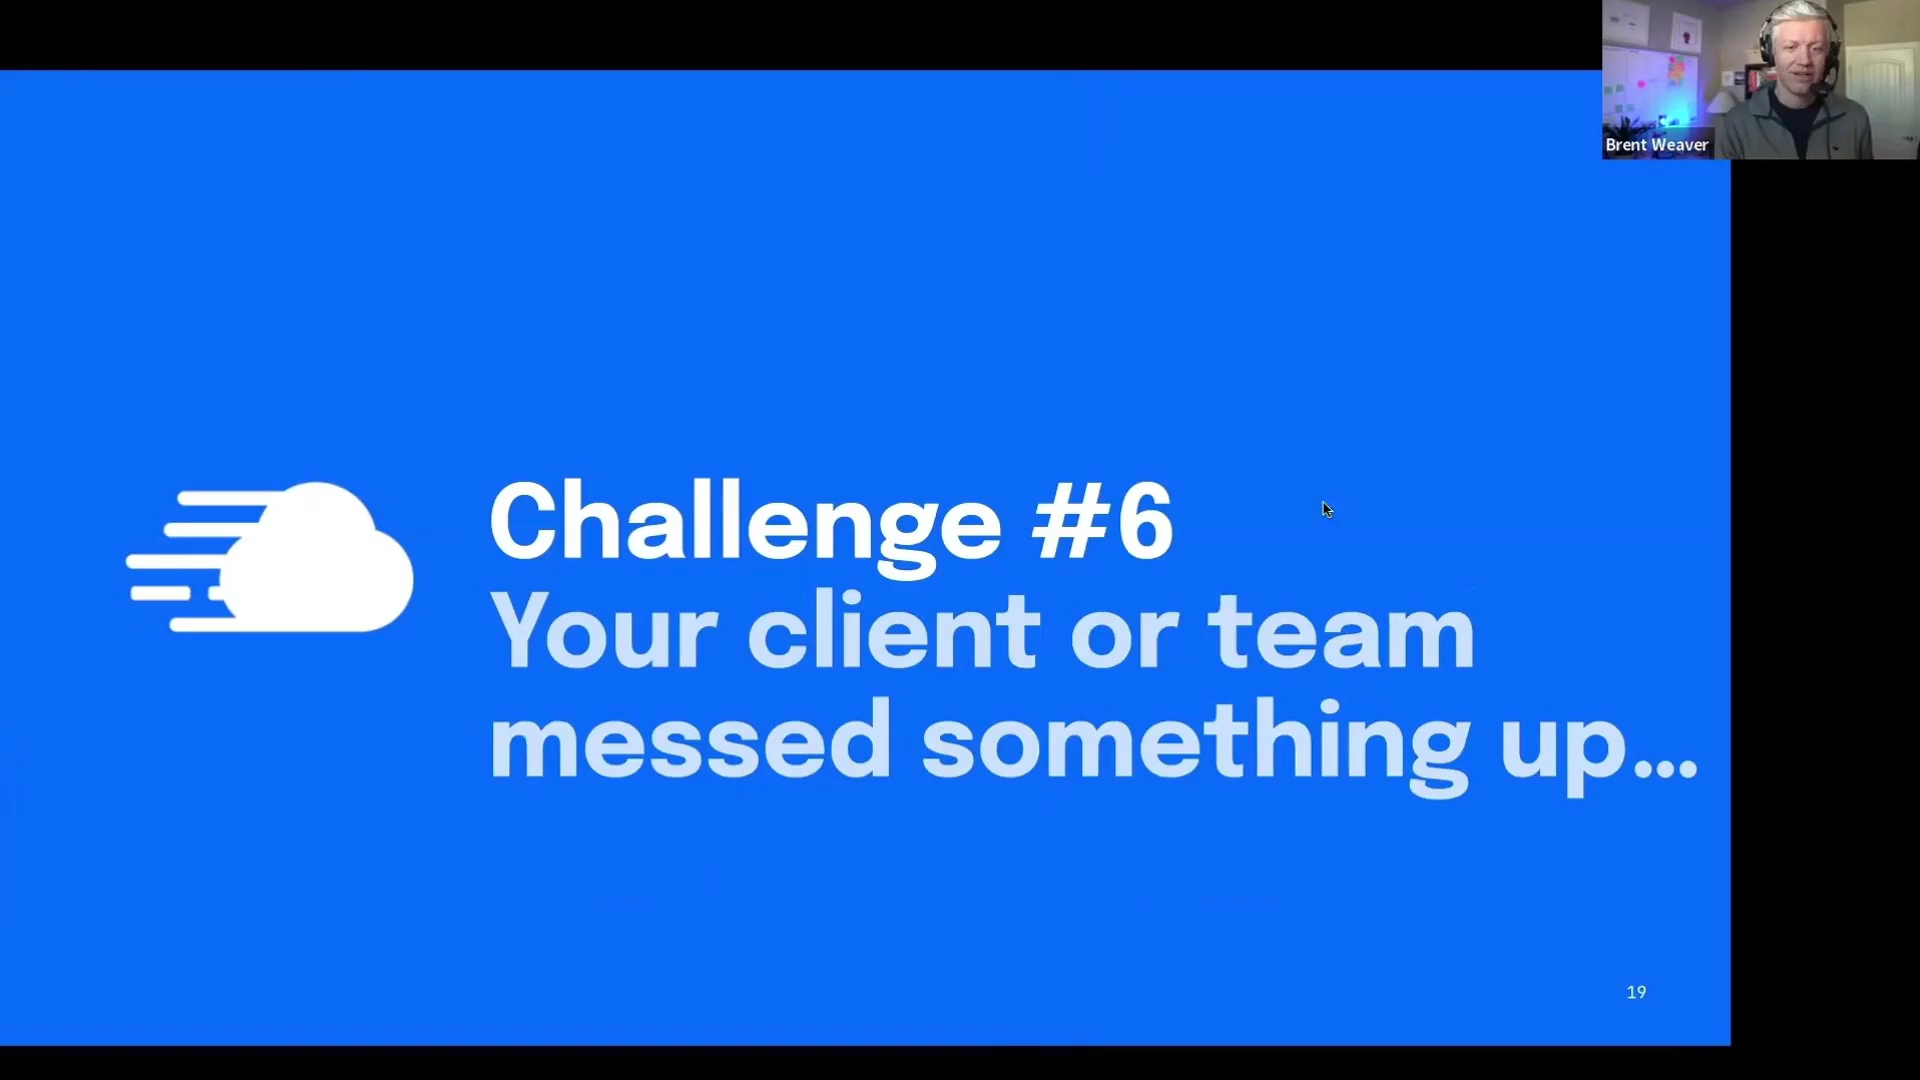 Brent Weaver
Challenge #6
Your client or team
messed something up...
19